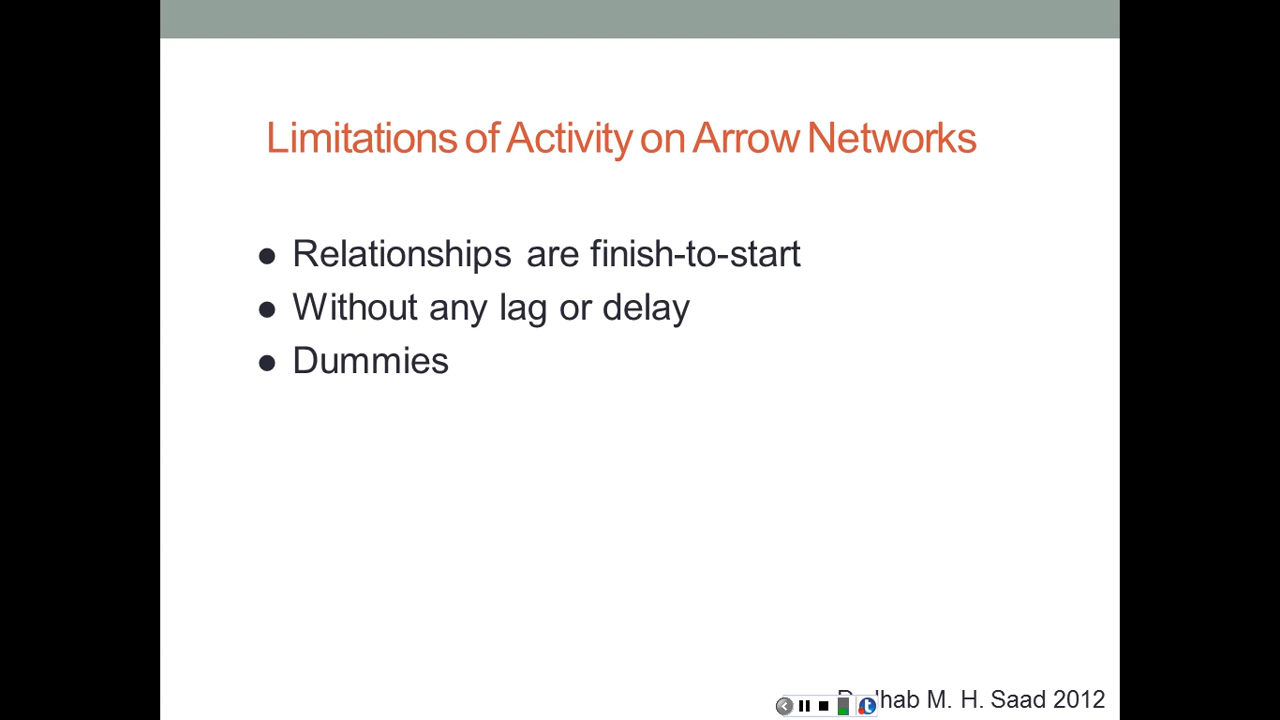 Limitations of Activity on Arrow Networks
● Relationships are finish-to-start
● Without any lag or delay
● Dummies
M. H. Saad 2012